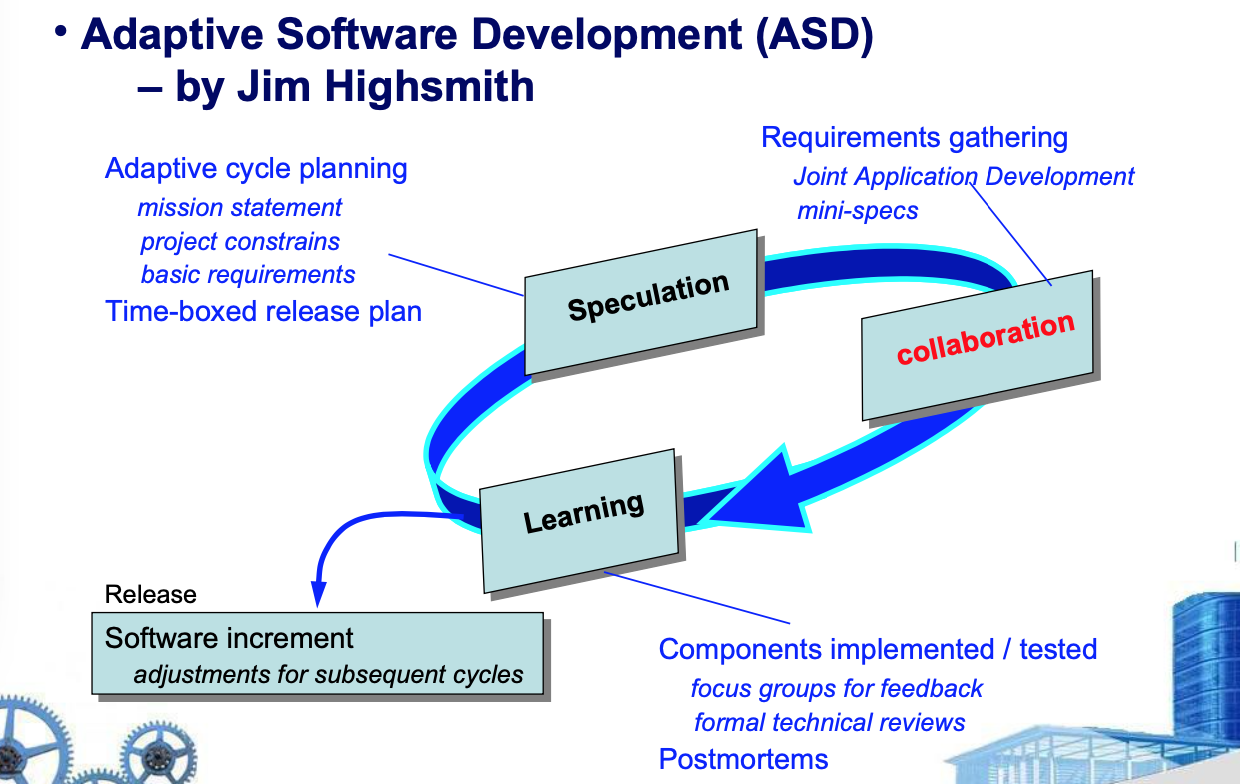 • Adaptive Software Development (ASD)
– by Jim Highsmith
Adaptive cycle planning
mission statement
project constrains
basic requirements
Time-boxed release plan
Requirements gathering
Joint Application Development
mini-specs
Speculation
collaboration
Learning
Release
Software increment
adjustments for subsequent cycles
Components implemented / tested
focus groups for feedback
formal technical reviews
Postmortems